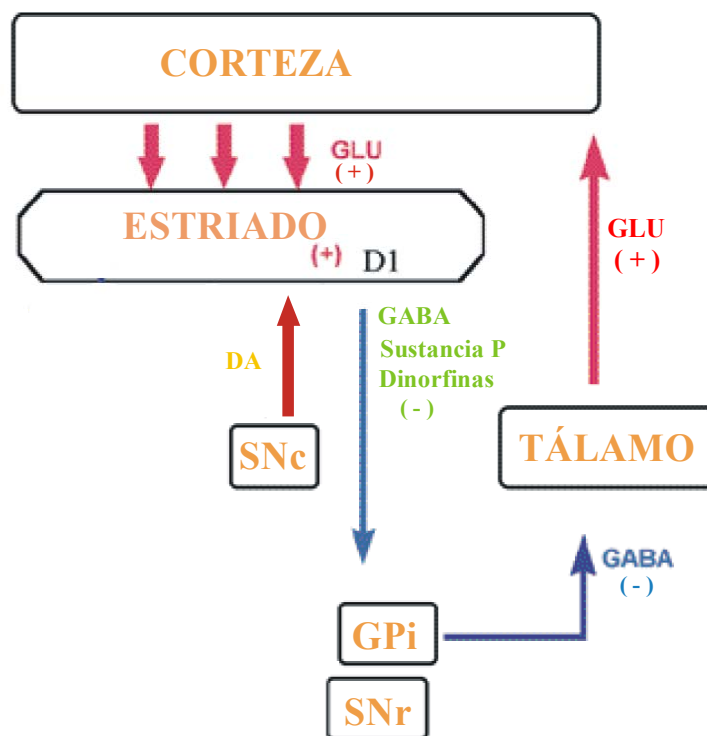 CORTEZA
GLU
( + )
ESTRIADO
(+) D1
GLU
( + )
GABA
Sustancia P
Dinorfinas
( - )
DA
SNc
TÁLAMO
GABA
( - )
GPi
SNr